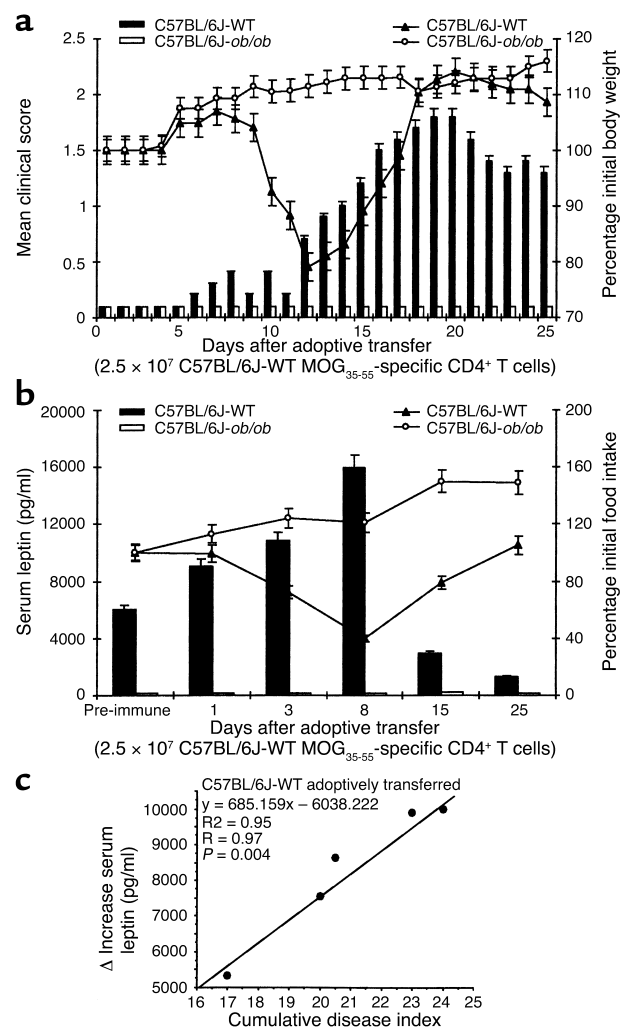 a
C57BL/6J-WT C57BL/6J-WT
C57BL/6J-ob/ob C57BL/6J-ob/ob
Mean clinical score
2.5
2
1.5
1
0.5
0
Percentage initial body weight
120
110
100
90
80
70
0 5 10 15 20 25
Days after adoptive transfer
(2.5 × 10⁷ C57BL/6J-WT MOG₃₅₋₅₅-specific CD4⁺ T cells)
b
C57BL/6J-WT C57BL/6J-WT
C57BL/6J-ob/ob C57BL/6J-ob/ob
Serum leptin (pg/ml)
20000
16000
12000
8000
4000
0
Percentage initial food intake
200
160
120
80
40
0
Pre-immune 1 3 8 15 25
Days after adoptive transfer
(2.5 × 10⁷ C57BL/6J-WT MOG₃₅₋₅₅-specific CD4⁺ T cells)
c
C57BL/6J-WT adoptively transferred
y = 685.159x – 6038.222
R2 = 0.95
R = 0.97
P = 0.004
Δ Increase serum
leptin (pg/ml)
10000
9000
8000
7000
6000
5000
16 17 18 19 20 21 22 23 24 25
Cumulative disease index